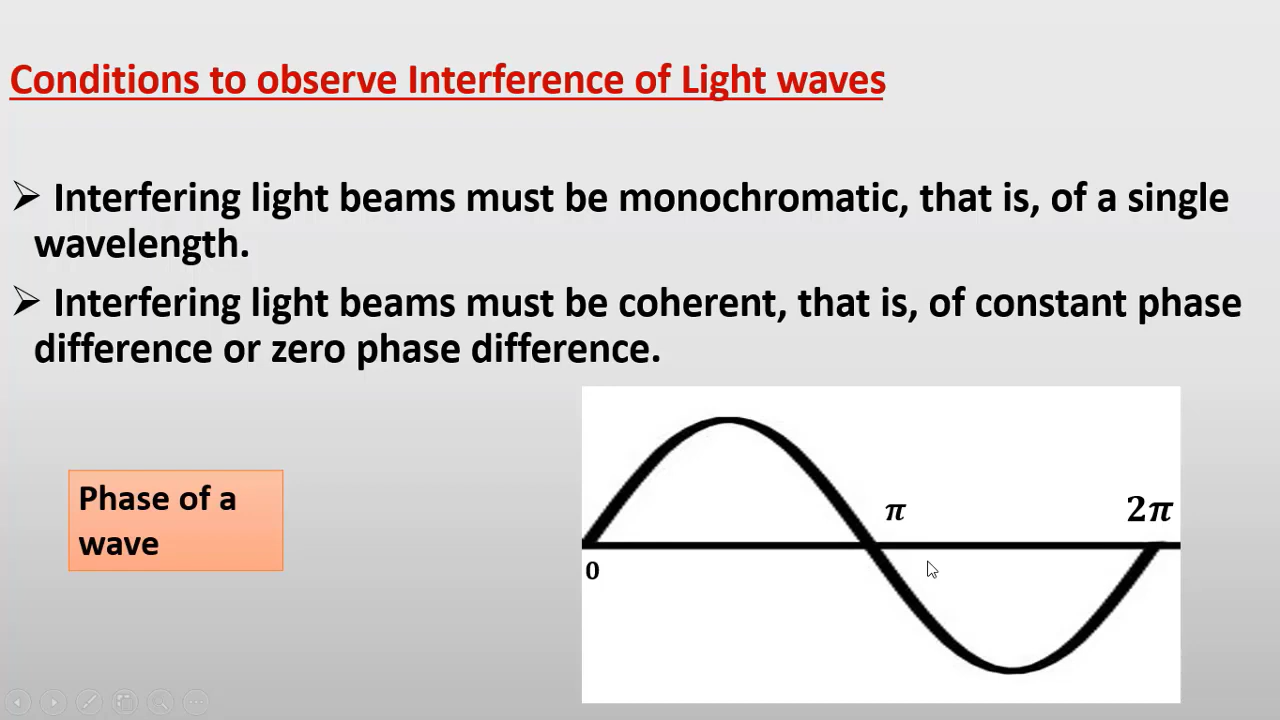 Conditions to observe Interference of Light waves
➢ Interfering light beams must be monochromatic, that is, of a single
wavelength.
➢ Interfering light beams must be coherent, that is, of constant phase
difference or zero phase difference.
Phase of a
wave
π
2π
0